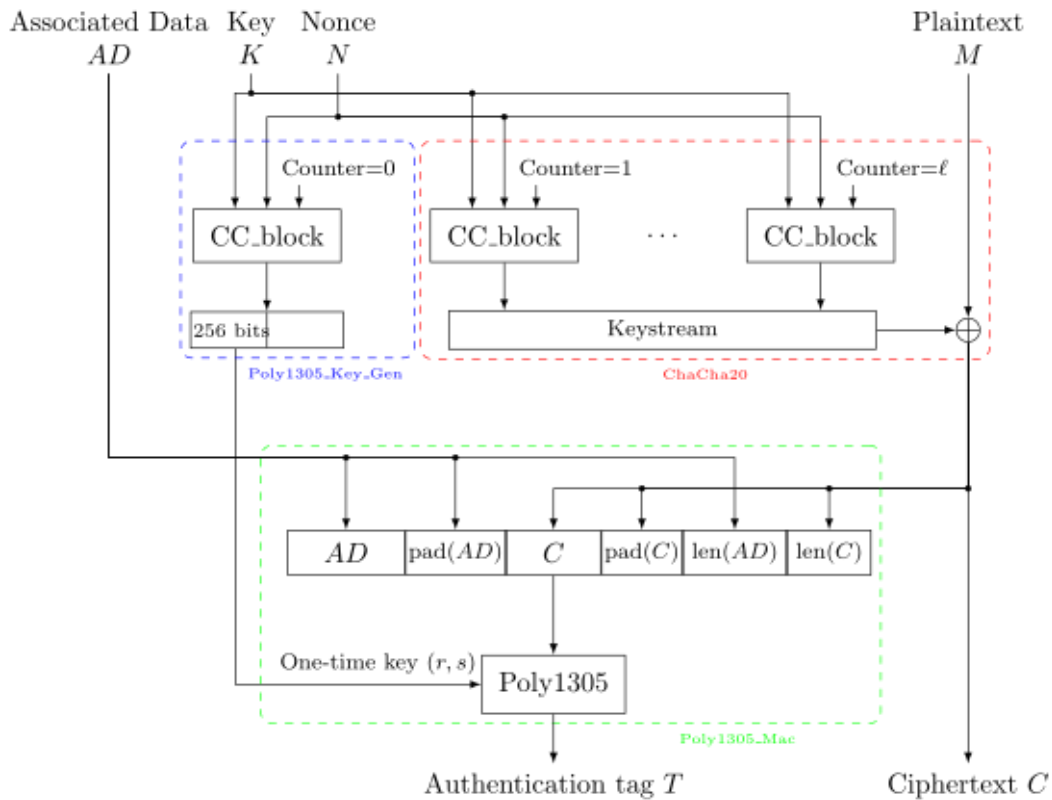 Associated Data Key Nonce Plaintext
AD K N M
Counter=0 Counter=1 Counter=ℓ
CC_block CC_block ... CC_block
256 bits Keystream
Poly1305_Key_Gen ChaCha20
AD pad(AD) C pad(C) len(AD) len(C)
One-time key (r, s)
Poly1305
Poly1305_Mac
Authentication tag T Ciphertext C